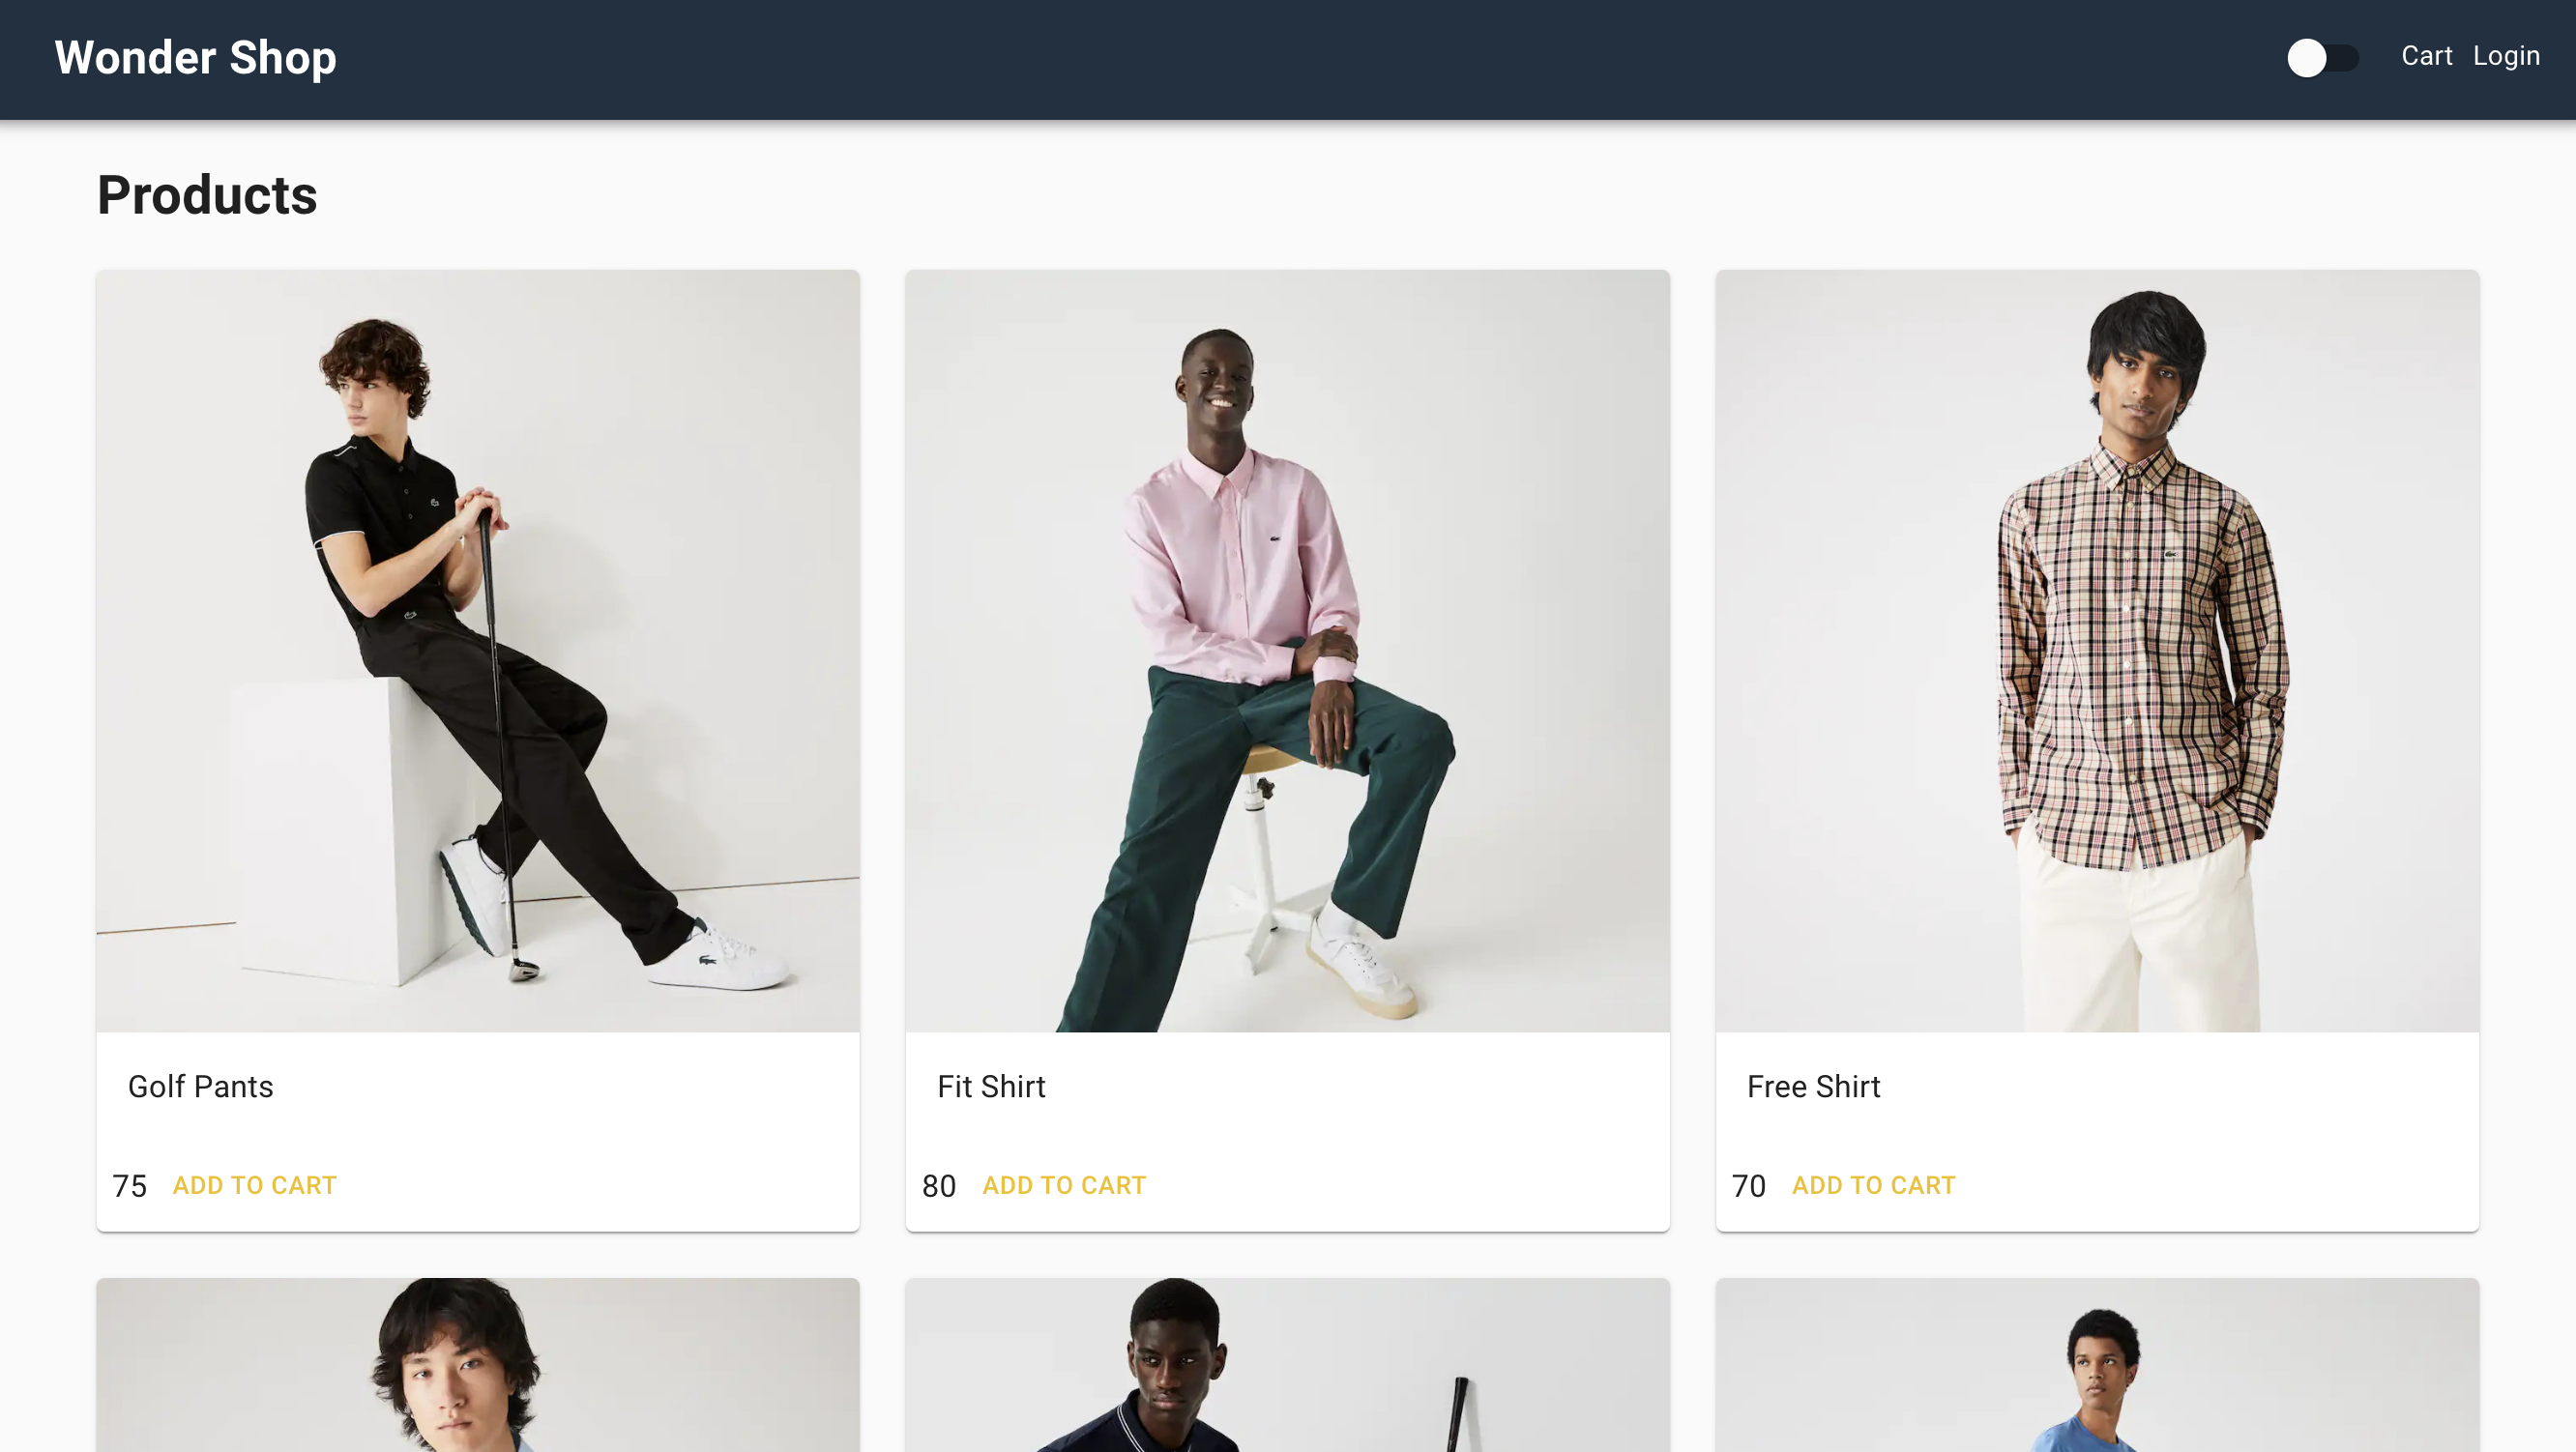 Wonder Shop
Cart Login
Products
Golf Pants
75 ADD TO CART
Fit Shirt
80 ADD TO CART
Free Shirt
70 ADD TO CART